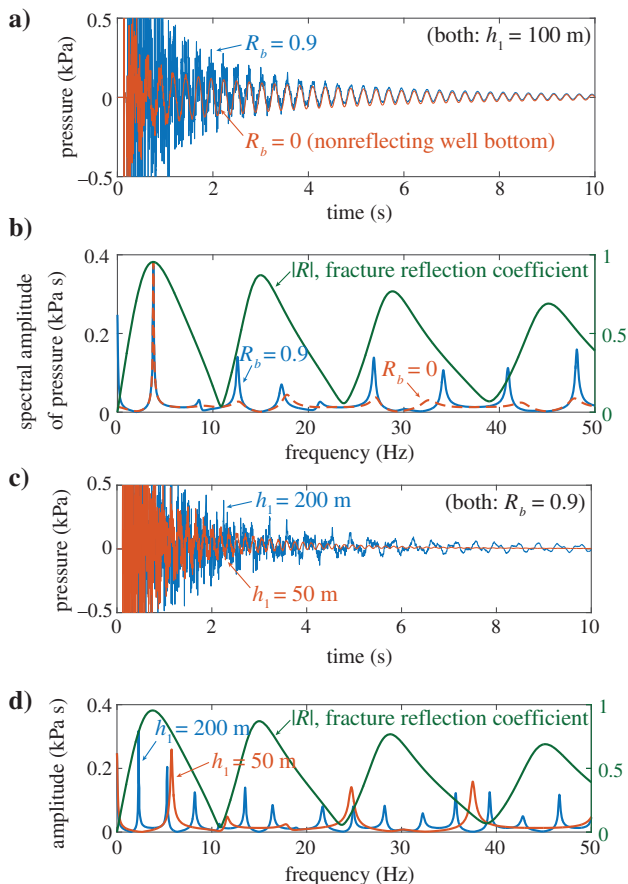 a)
0.5
0
–0.5
pressure (kPa)
R_b = 0.9
(both: h_1 = 100 m)
R_b = 0 (nonreflecting well bottom)
0 2 4 6 8 10
time (s)
b)
0.4
0.2
0
spectral amplitude
of pressure (kPa s)
|R|, fracture reflection coefficient
R_b = 0.9
R_b = 0
1
0.5
0
0 10 20 30 40 50
frequency (Hz)
c)
0.5
0
–0.5
pressure (kPa)
h_1 = 200 m
(both: R_b = 0.9)
h_1 = 50 m
0 2 4 6 8 10
time (s)
d)
0.4
0.2
0
amplitude (kPa s)
|R|, fracture reflection coefficient
h_1 = 200 m
h_1 = 50 m
1
0.5
0
0 10 20 30 40 50
frequency (Hz)